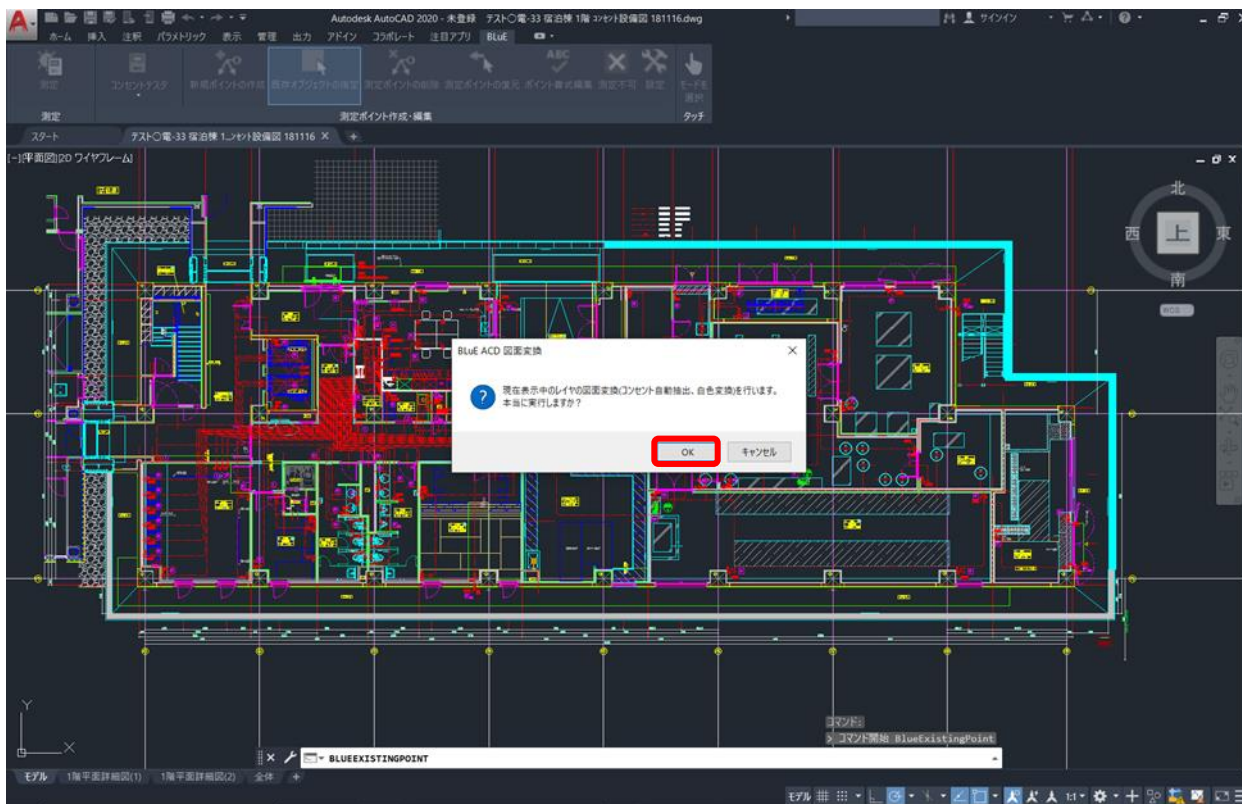 Autodesk AutoCAD 2020 - 未登録 テスト〇電-33 宿泊棟 1階 コンセント設備図 181116.dwg
サインイン
ホーム 挿入 注釈 パラメトリック 表示 管理 出力 アドイン コラボレート 注目アプリ BLuE
測定 コンセントテスタ 新規ポイントの作成 既存オブジェクトの指定 測定ポイントの削除 測定ポイントの復元 ポイント書式編集 測定不可 設定 モードを選択
測定 測定ポイント作成・編集 タッチ
スタート テスト〇電-33 宿泊棟 1...ンセント設備図 181116
[-][平面図][2D ワイヤフレーム]
北
西 上 東
南
WCS
BLuE ACD 図面変換
現在表示中のレイヤの図面変換(コンセント自動抽出、白色変換)を行います。
本当に実行しますか?
OK キャンセル
Y
X
コマンド:
コマンド開始 BlueExistingPoint
BLUEEXISTINGPOINT
モデル 1階平面詳細図(1) 1階平面詳細図(2) 全体 +
モデル 1:1